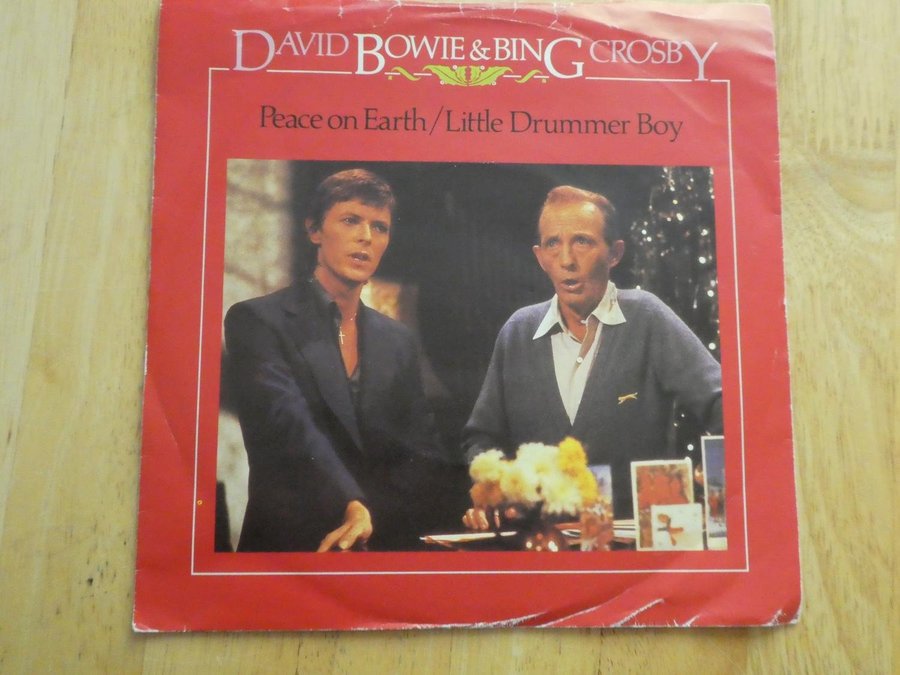 DAVID BOWIE & BING CROSBY
Peace on Earth/Little Drummer Boy